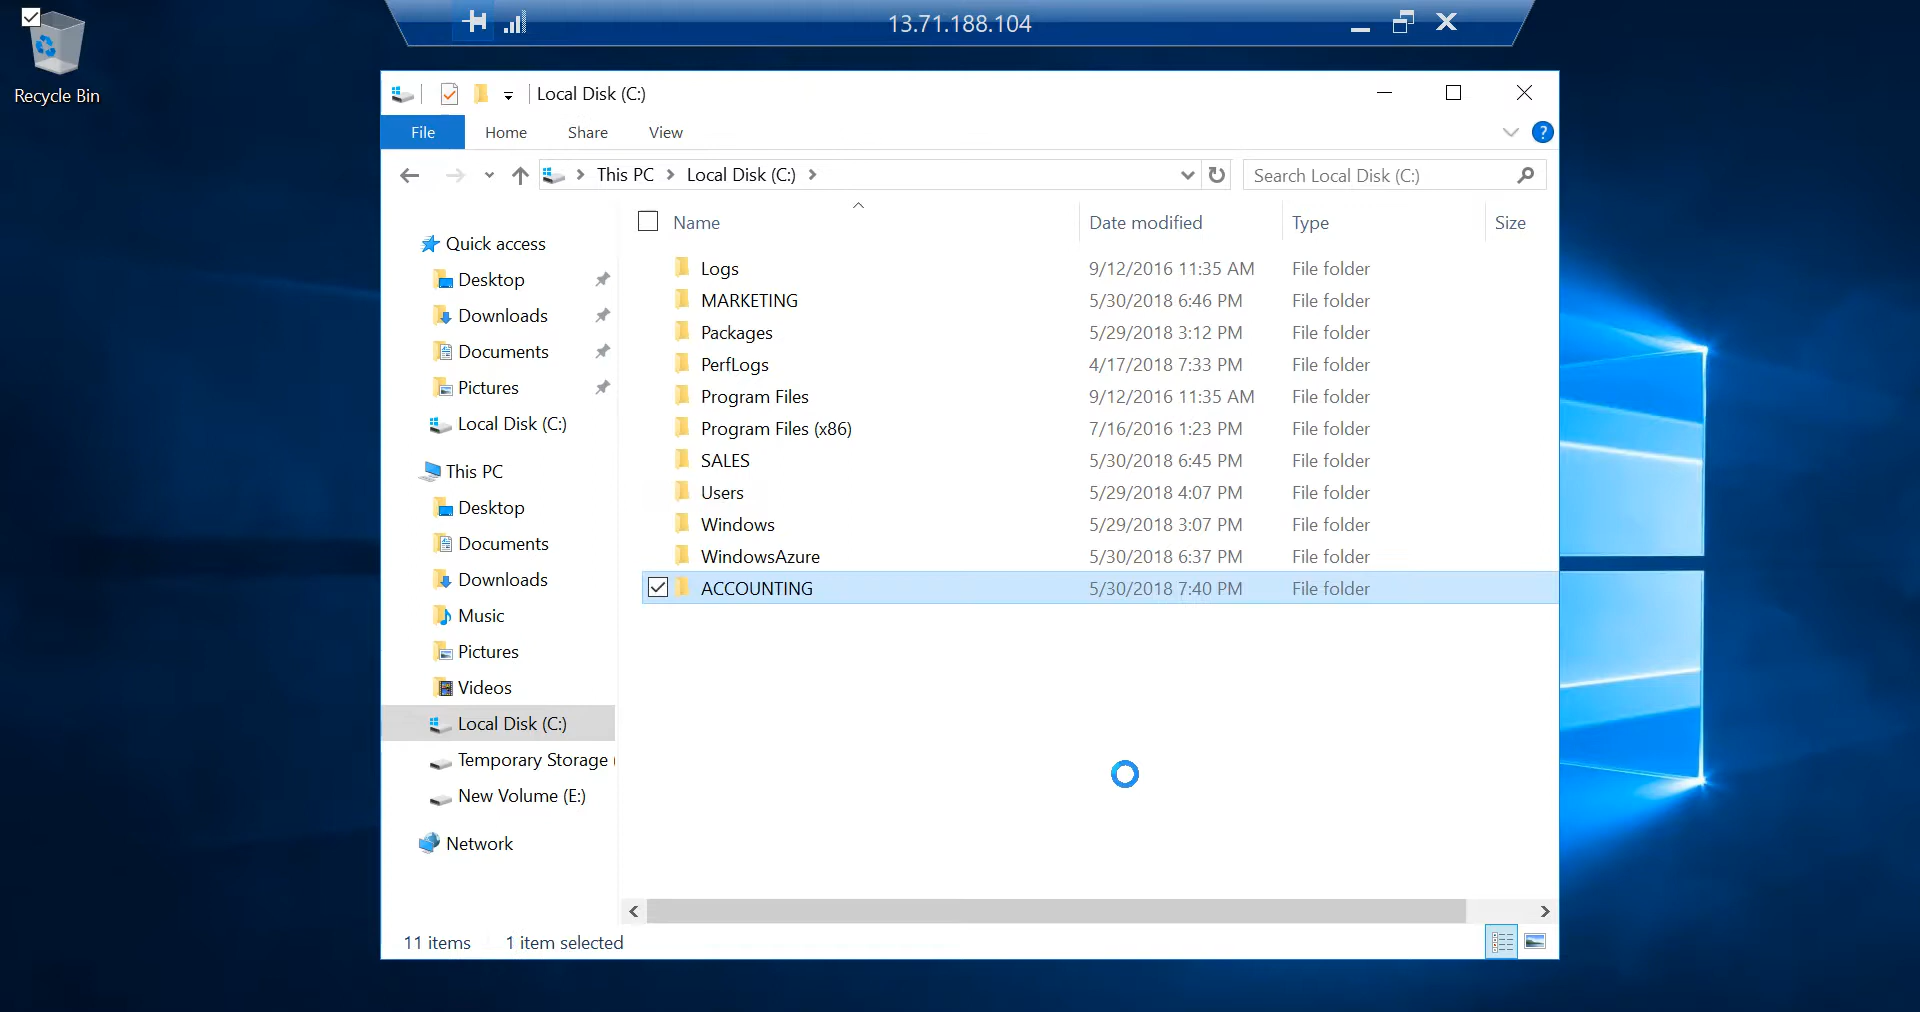 13.71.188.104
Recycle Bin
Local Disk (C:)
File Home Share View
?
This PC Local Disk (C:)
Search Local Disk (C:)
Name Date modified Type Size
Quick access
Desktop
Downloads
Documents
Pictures
Local Disk (C:)
This PC
Desktop
Documents
Downloads
Music
Pictures
Videos
Local Disk (C:)
Temporary Storage (
New Volume (E:)
Network
Logs 9/12/2016 11:35 AM File folder
MARKETING 5/30/2018 6:46 PM File folder
Packages 5/29/2018 3:12 PM File folder
PerfLogs 4/17/2018 7:33 PM File folder
Program Files 9/12/2016 11:35 AM File folder
Program Files (x86) 7/16/2016 1:23 PM File folder
SALES 5/30/2018 6:45 PM File folder
Users 5/29/2018 4:07 PM File folder
Windows 5/29/2018 3:07 PM File folder
WindowsAzure 5/30/2018 6:37 PM File folder
ACCOUNTING 5/30/2018 7:40 PM File folder
11 items 1 item selected